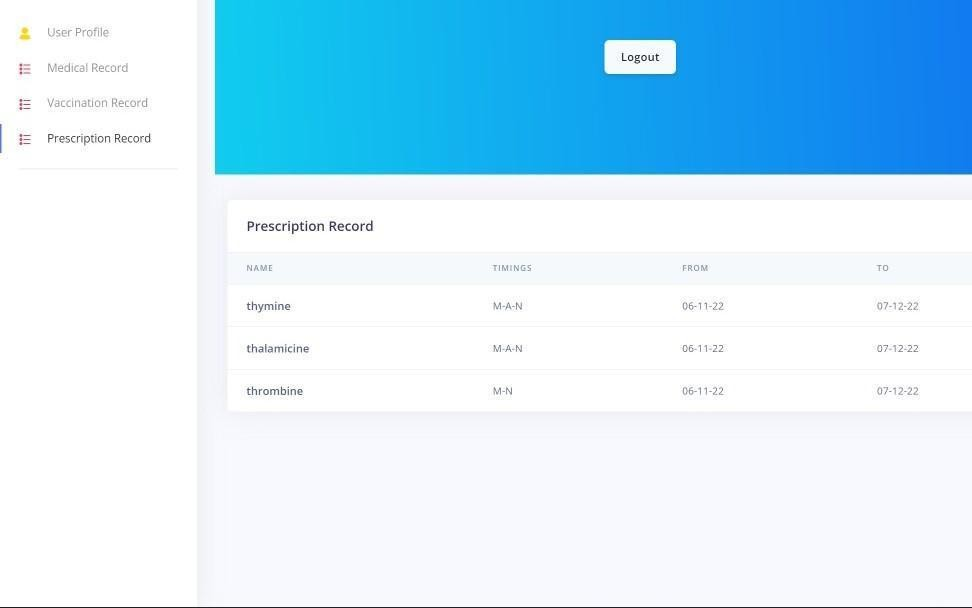 User Profile
Medical Record
Vaccination Record
Prescription Record
Logout
Prescription Record
NAME TIMINGS FROM TO
thymine M-A-N 06-11-22 07-12-22
thalamicine M-A-N 06-11-22 07-12-22
thrombine M-N 06-11-22 07-12-22